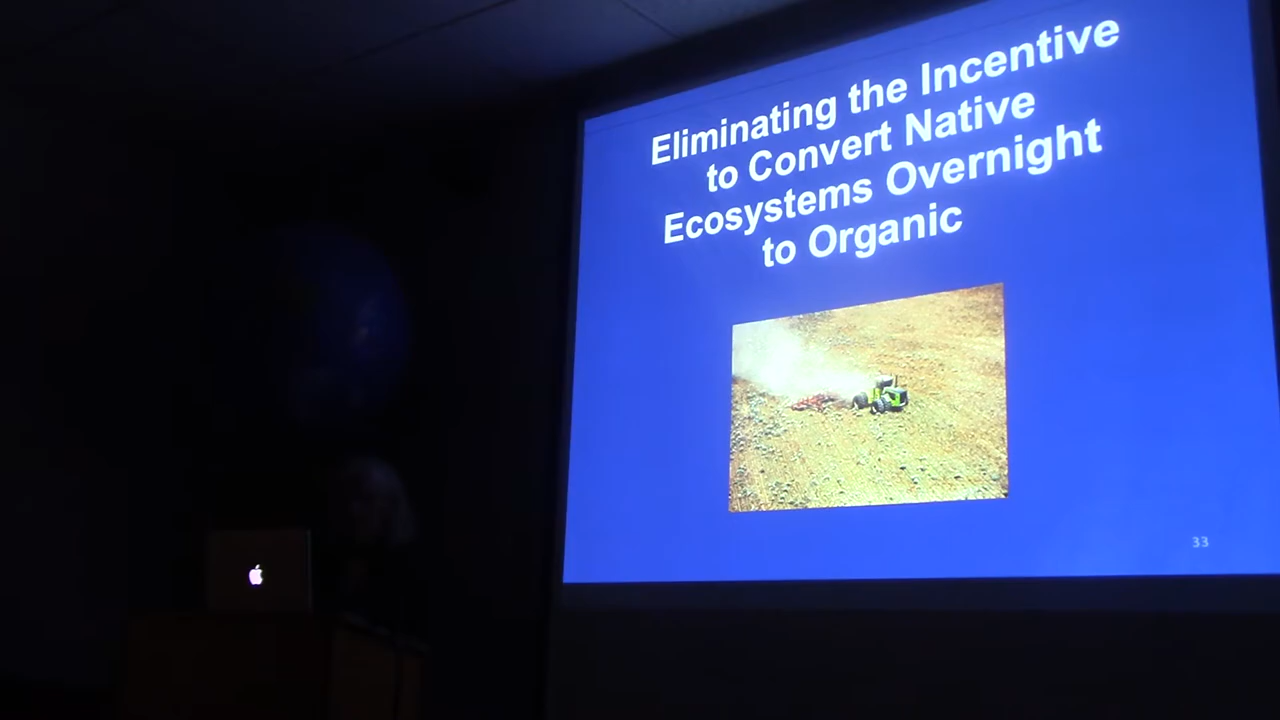 Eliminating the Incentive
to Convert Native
Ecosystems Overnight
to Organic
33